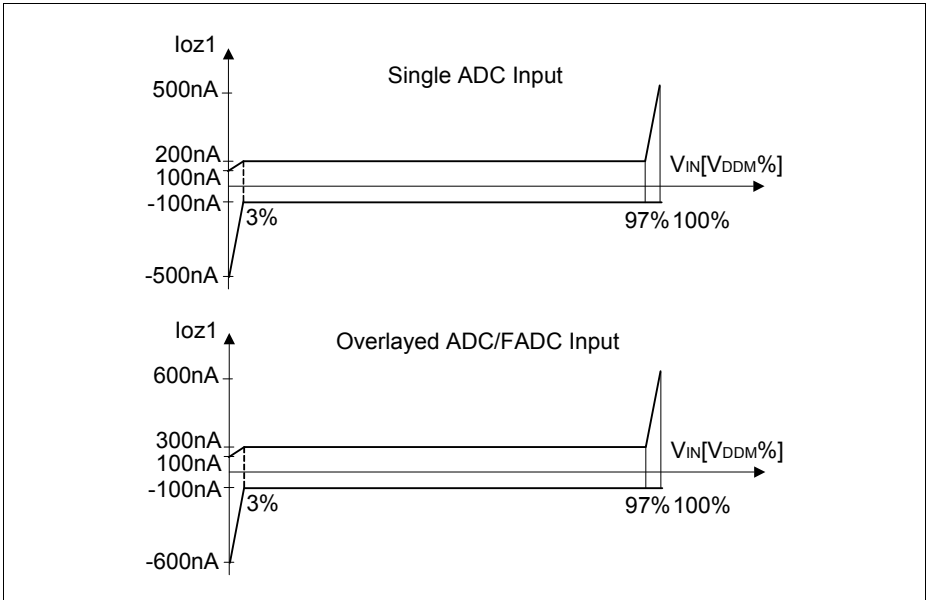 Ioz1
Single ADC Input
500nA
200nA
VIN[VDDM%]
100nA
-100nA
3%
97% 100%
-500nA
Ioz1
Overlayed ADC/FADC Input
600nA
300nA
VIN[VDDM%]
100nA
-100nA
3%
97% 100%
-600nA